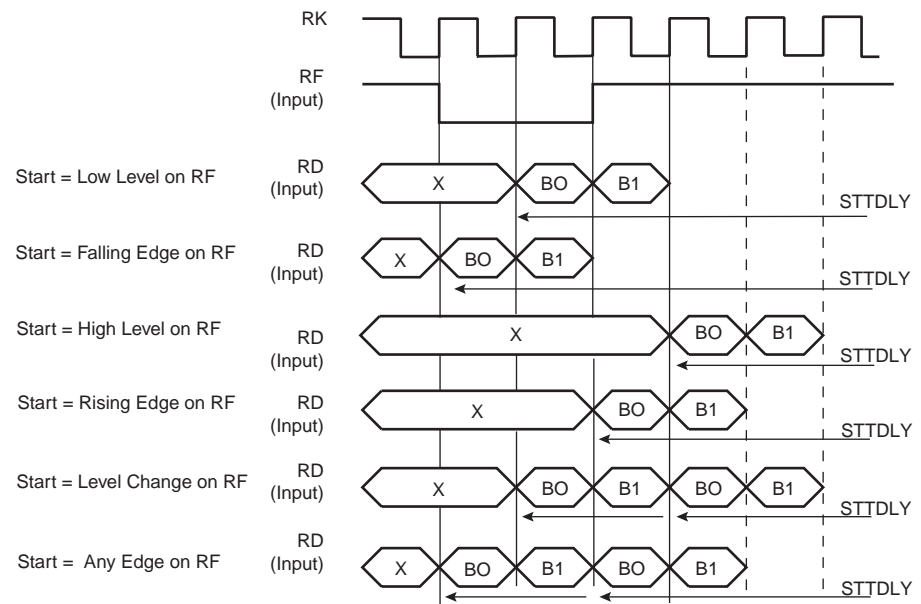 RK
RF
(Input)
Start = Low Level on RF
RD
(Input)
X
BO
B1
STTDLY
Start = Falling Edge on RF
RD
(Input)
X
BO
B1
STTDLY
Start = High Level on RF
RD
(Input)
X
BO
B1
STTDLY
Start = Rising Edge on RF
RD
(Input)
X
BO
B1
STTDLY
Start = Level Change on RF
RD
(Input)
X
BO
B1
BO
B1
STTDLY
Start = Any Edge on RF
RD
(Input)
X
BO
B1
BO
B1
STTDLY